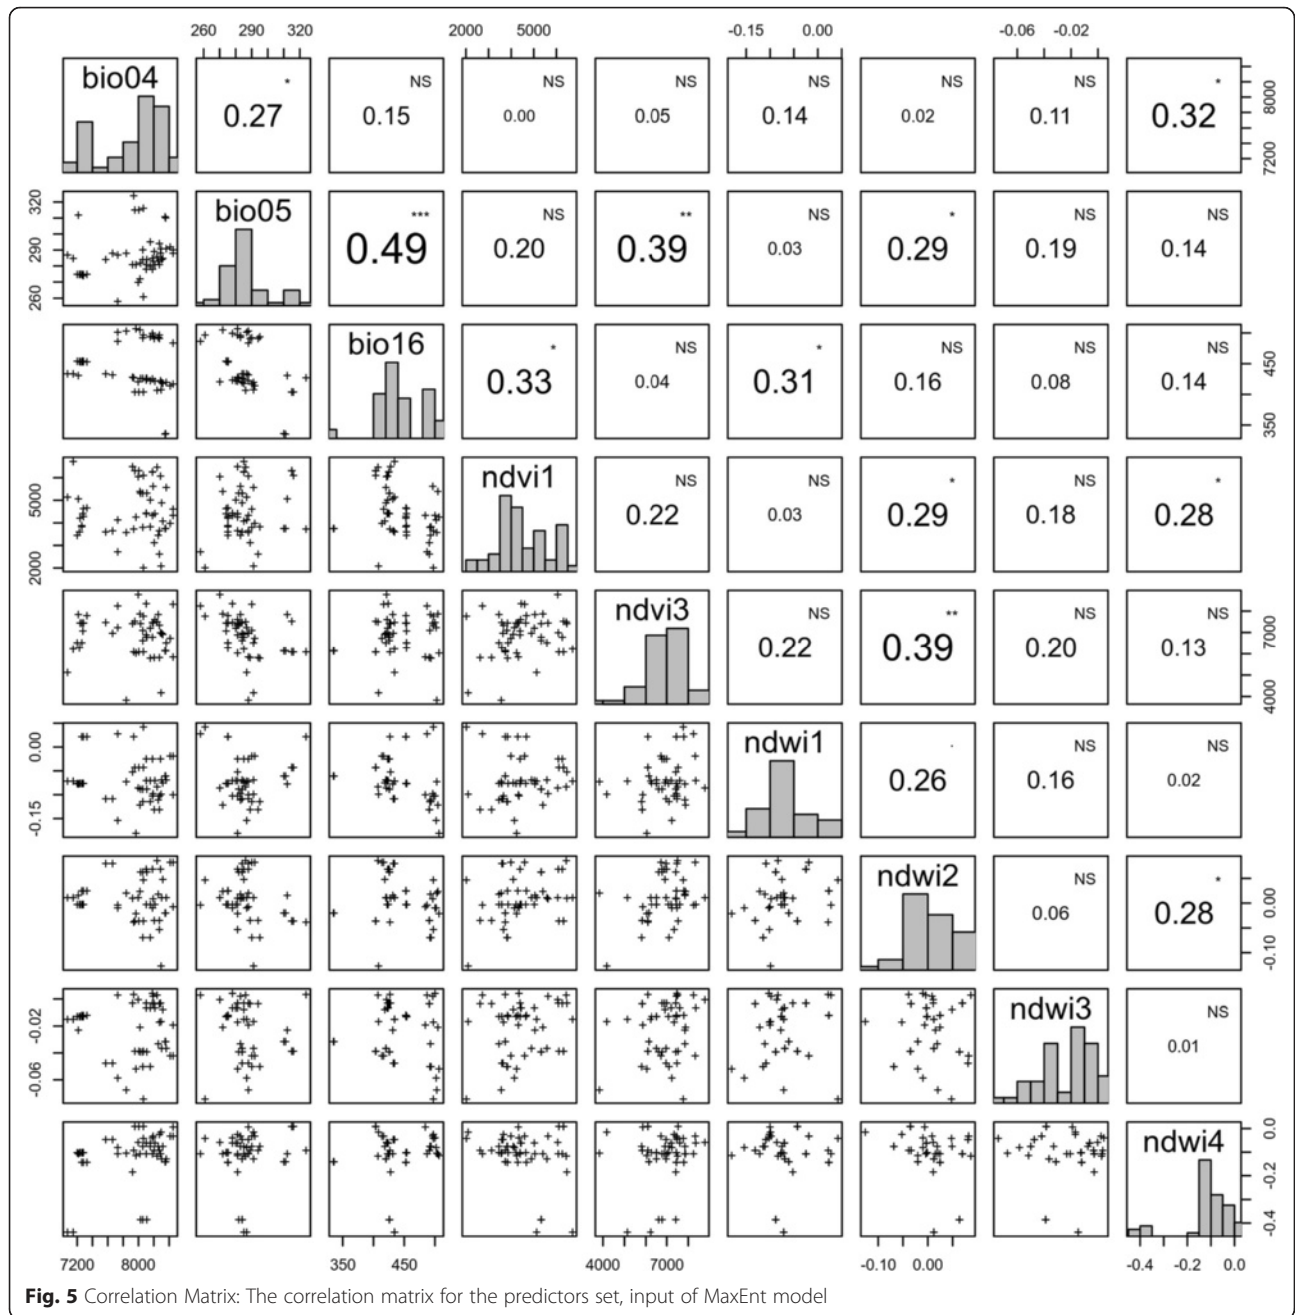 260 290 320 2000 5000 -0.15 0.00 -0.06 -0.02
bio04 * NS NS NS NS NS NS *
0.27 0.15 0.00 0.05 0.14 0.02 0.11 0.32
7200 8000
bio05 *** NS ** NS * NS NS
0.49 0.20 0.39 0.03 0.29 0.19 0.14
260 290 320
bio16 * NS * NS NS NS
0.33 0.04 0.31 0.16 0.08 0.14
350 450
ndvi1 NS NS * NS *
0.22 0.03 0.29 0.18 0.28
2000 5000
ndvi3 NS ** NS NS
0.22 0.39 0.20 0.13
4000 7000
ndwi1 . NS NS
0.26 0.16 0.02
-0.15 0.00
ndwi2 NS *
0.06 0.28
-0.10 0.00
ndwi3 NS
0.01
-0.06 -0.02
ndwi4
-0.4 -0.2 0.0
7200 8000 350 450 4000 7000 -0.10 0.00 -0.4 -0.2 0.0
Fig. 5 Correlation Matrix: The correlation matrix for the predictors set, input of MaxEnt model